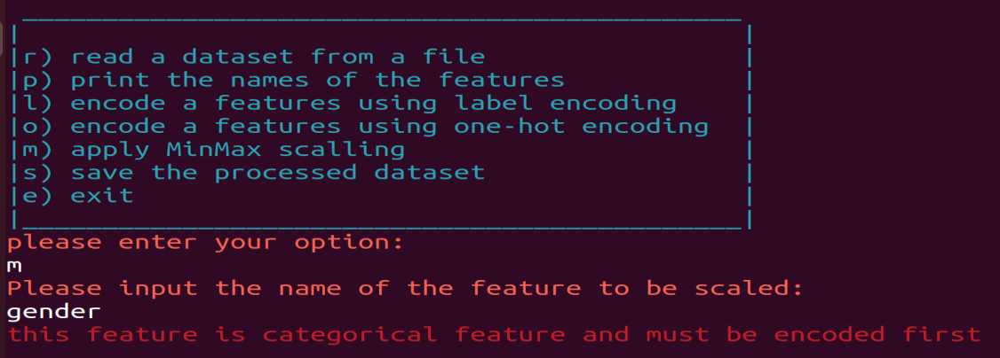 r) read a dataset from a file
p) print the names of the features
l) encode a features using label encoding
o) encode a features using one-hot encoding
m) apply MinMax scalling
s) save the processed dataset
e) exit
please enter your option:
m
Please input the name of the feature to be scaled:
gender
this feature is categorical feature and must be encoded first